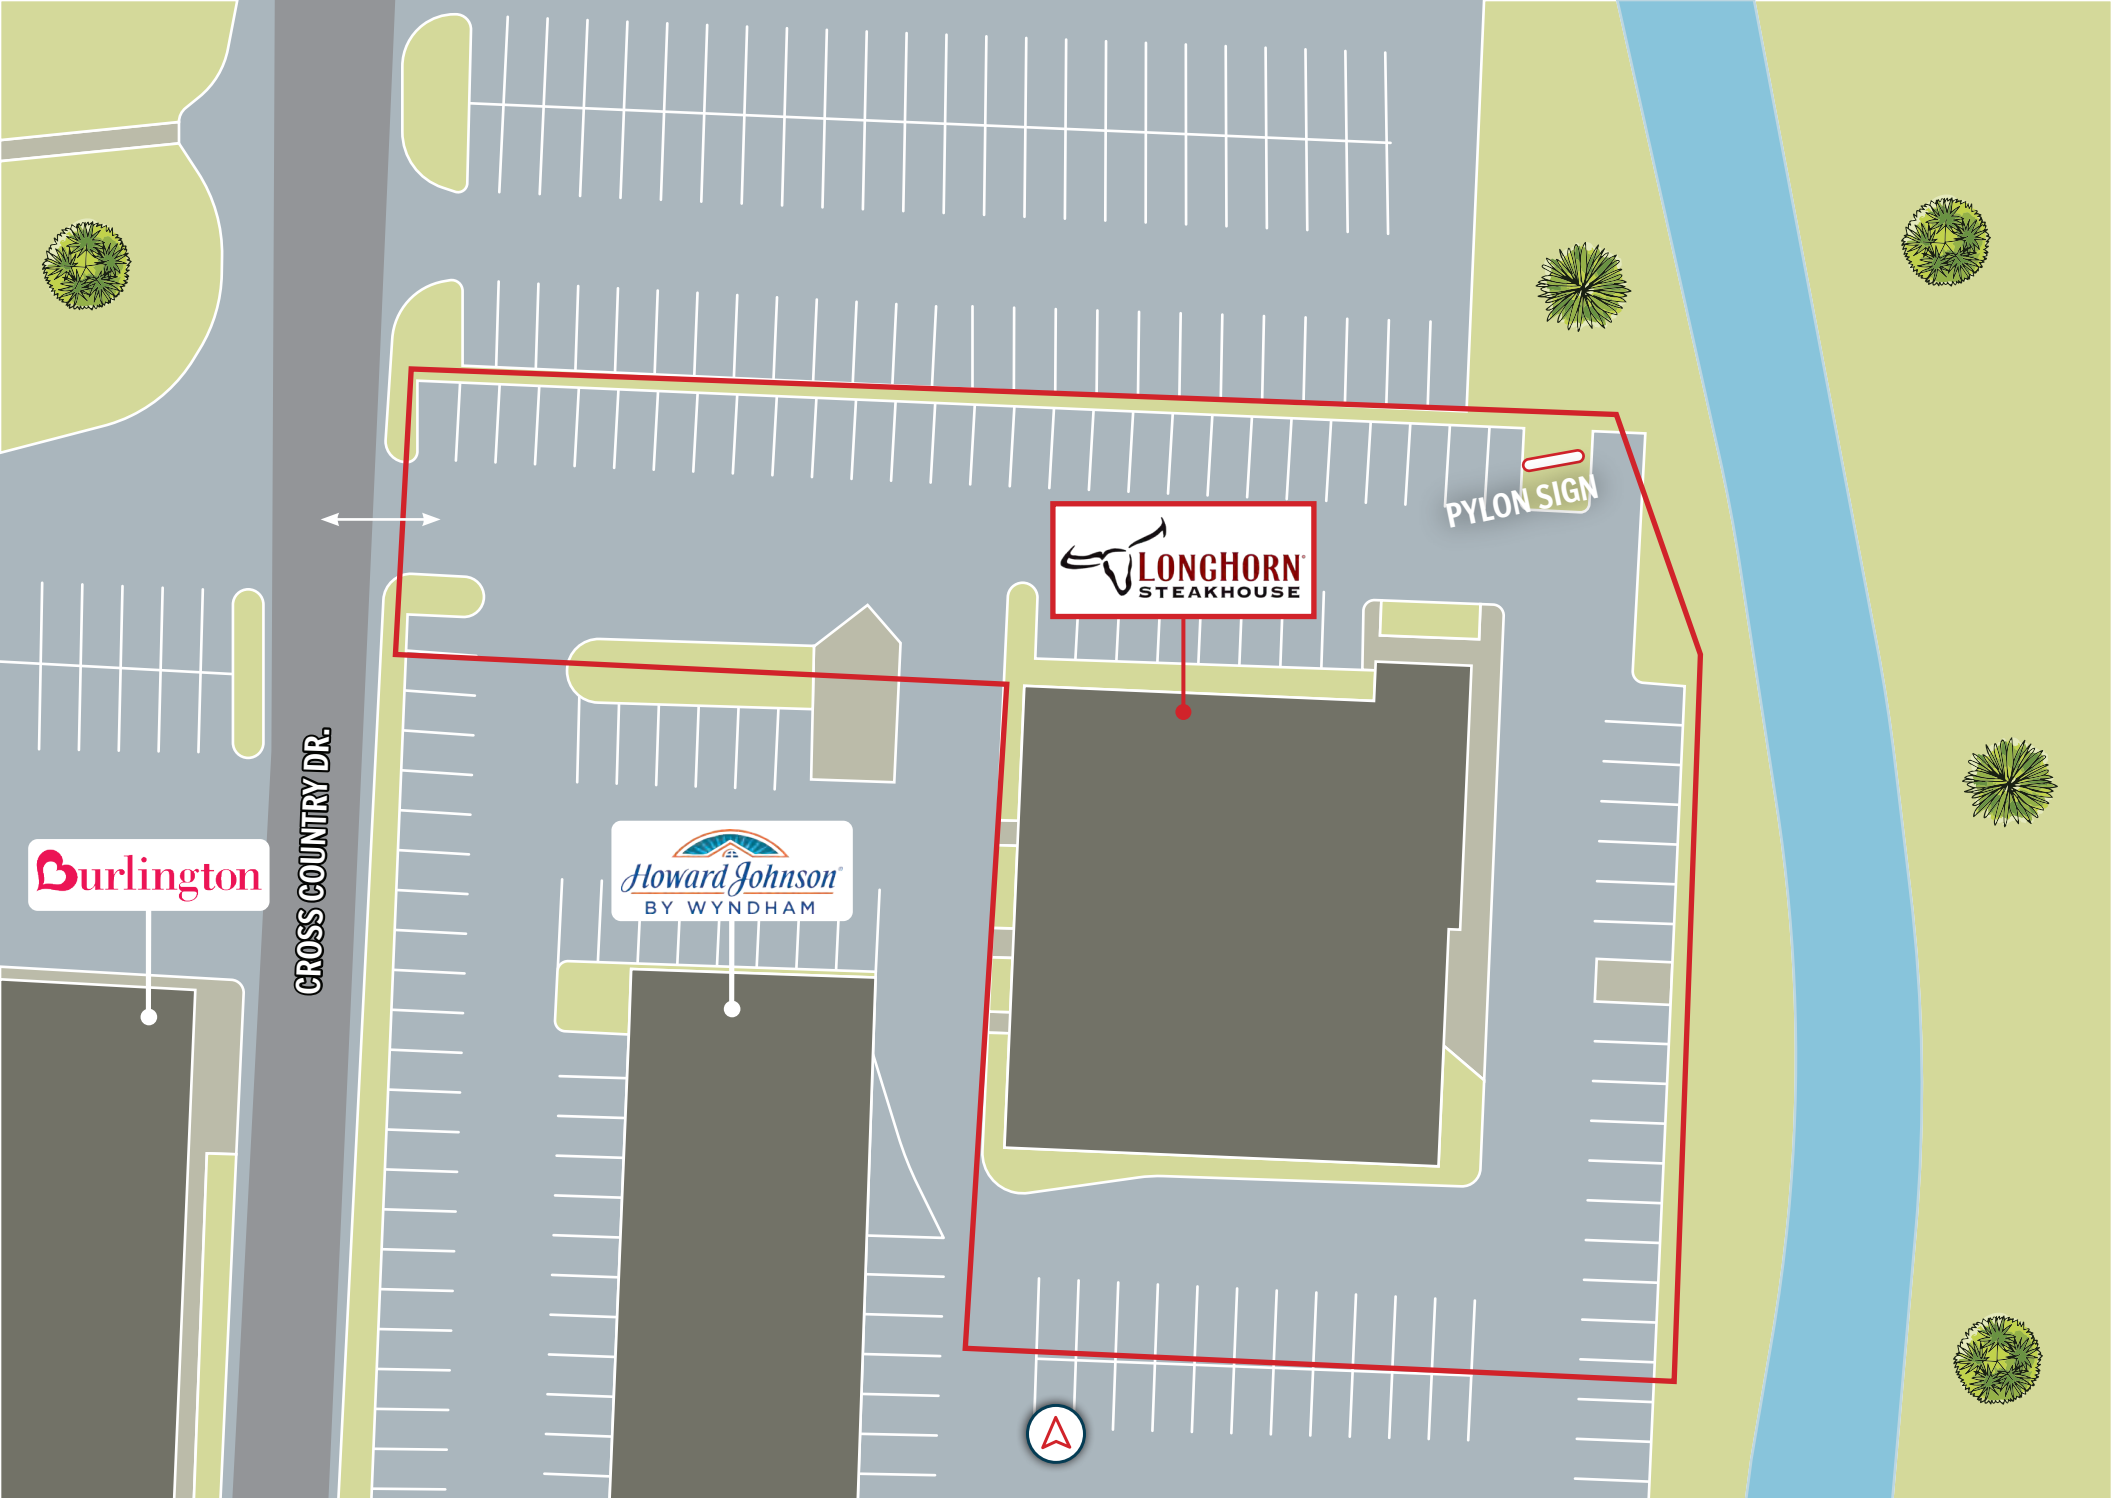 PYLON SIGN
LONGHORN®
STEAKHOUSE
CROSS COUNTRY DR.
Burlington
Howard Johnson®
BY WYNDHAM